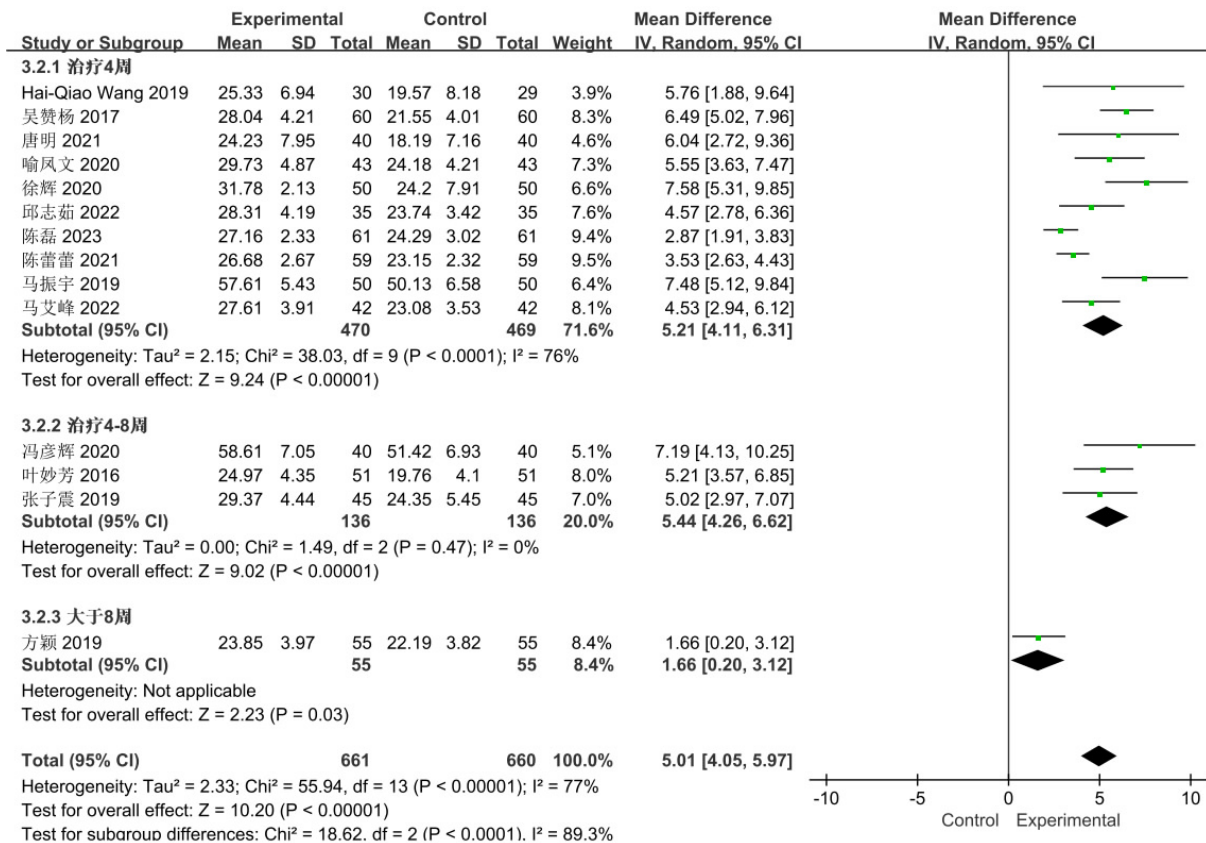 Experimental Control Mean Difference Mean Difference
Study or Subgroup Mean SD Total Mean SD Total Weight IV, Random, 95% CI IV, Random, 95% CI
3.2.1 治疗4周
Hai-Qiao Wang 2019 25.33 6.94 30 19.57 8.18 29 3.9% 5.76 [1.88, 9.64]
吴赞杨 2017 28.04 4.21 60 21.55 4.01 60 8.3% 6.49 [5.02, 7.96]
唐明 2021 24.23 7.95 40 18.19 7.16 40 4.6% 6.04 [2.72, 9.36]
喻凤文 2020 29.73 4.87 43 24.18 4.21 43 7.3% 5.55 [3.63, 7.47]
徐辉 2020 31.78 2.13 50 24.2 7.91 50 6.6% 7.58 [5.31, 9.85]
邱志茹 2022 28.31 4.19 35 23.74 3.42 35 7.6% 4.57 [2.78, 6.36]
陈磊 2023 27.16 2.33 61 24.29 3.02 61 9.4% 2.87 [1.91, 3.83]
陈蕾蕾 2021 26.68 2.67 59 23.15 2.32 59 9.5% 3.53 [2.63, 4.43]
马振宇 2019 57.61 5.43 50 50.13 6.58 50 6.4% 7.48 [5.12, 9.84]
马艾峰 2022 27.61 3.91 42 23.08 3.53 42 8.1% 4.53 [2.94, 6.12]
Subtotal (95% CI) 470 469 71.6% 5.21 [4.11, 6.31]
Heterogeneity: Tau² = 2.15; Chi² = 38.03, df = 9 (P < 0.0001); I² = 76%
Test for overall effect: Z = 9.24 (P < 0.00001)
3.2.2 治疗4-8周
冯彦辉 2020 58.61 7.05 40 51.42 6.93 40 5.1% 7.19 [4.13, 10.25]
叶妙芳 2016 24.97 4.35 51 19.76 4.1 51 8.0% 5.21 [3.57, 6.85]
张子震 2019 29.37 4.44 45 24.35 5.45 45 7.0% 5.02 [2.97, 7.07]
Subtotal (95% CI) 136 136 20.0% 5.44 [4.26, 6.62]
Heterogeneity: Tau² = 0.00; Chi² = 1.49, df = 2 (P = 0.47); I² = 0%
Test for overall effect: Z = 9.02 (P < 0.00001)
3.2.3 大于8周
方颖 2019 23.85 3.97 55 22.19 3.82 55 8.4% 1.66 [0.20, 3.12]
Subtotal (95% CI) 55 55 8.4% 1.66 [0.20, 3.12]
Heterogeneity: Not applicable
Test for overall effect: Z = 2.23 (P = 0.03)
Total (95% CI) 661 660 100.0% 5.01 [4.05, 5.97]
Heterogeneity: Tau² = 2.33; Chi² = 55.94, df = 13 (P < 0.00001); I² = 77%
Test for overall effect: Z = 10.20 (P < 0.00001)
Test for subgroup differences: Chi² = 18.62, df = 2 (P < 0.0001), I² = 89.3%
-10 -5 0 5 10
Control Experimental